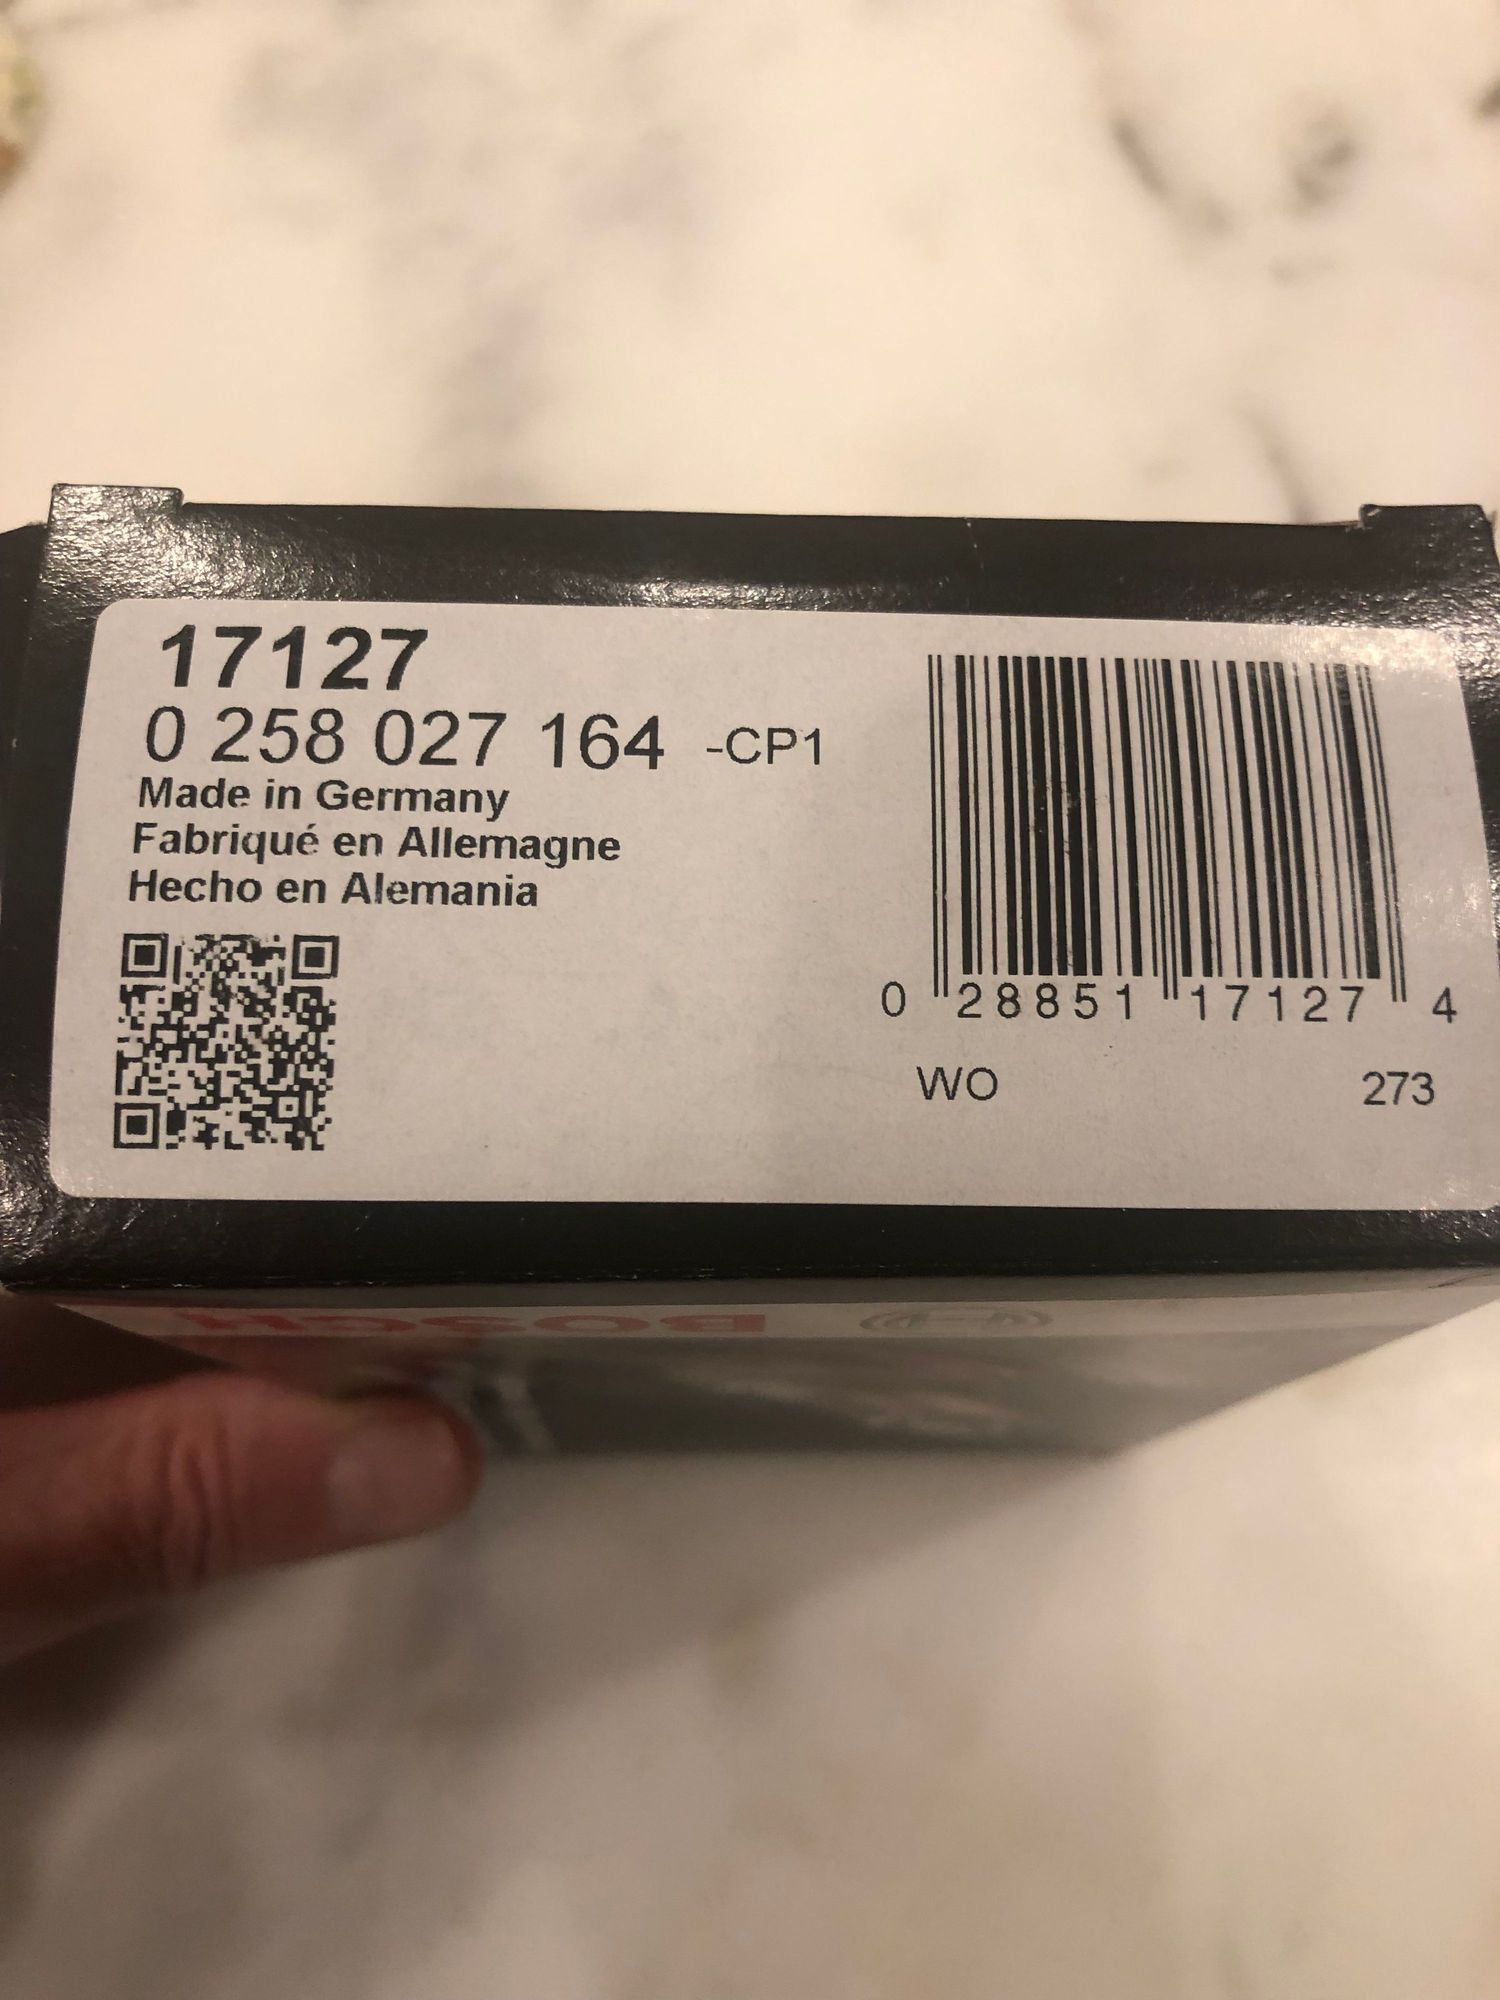 17127
0 258 027 164 -CP1
Made in Germany
Fabriqué en Allemagne
Hecho en Alemania
0 28851 17127 4
WO 273
BOSCH